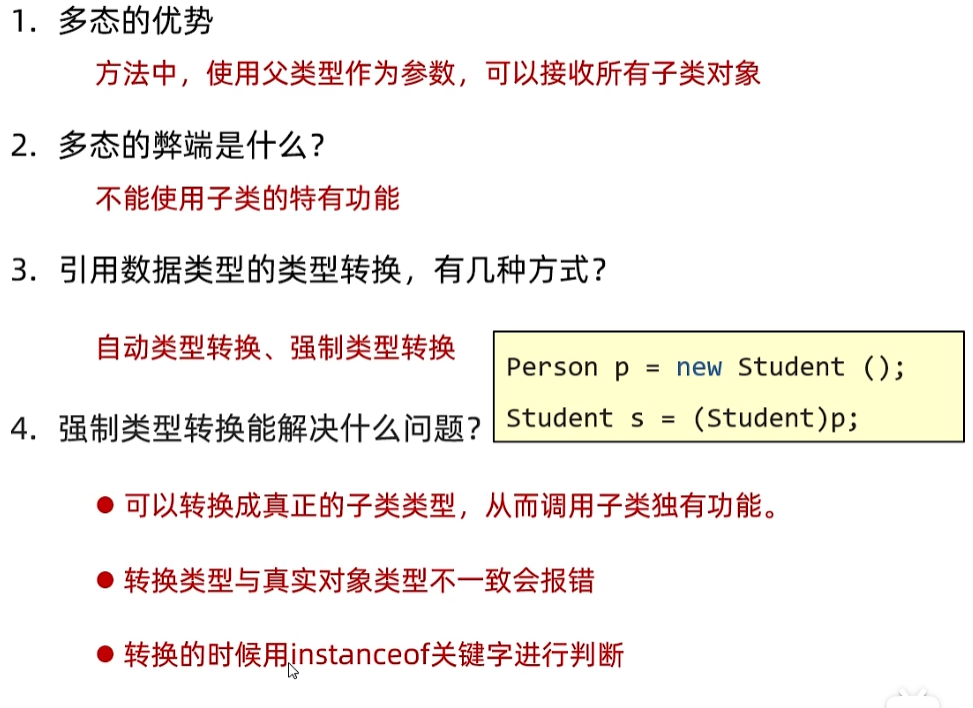 1. 多态的优势
方法中，使用父类型作为参数，可以接收所有子类对象
2. 多态的弊端是什么？
不能使用子类的特有功能
3. 引用数据类型的类型转换，有几种方式？
自动类型转换、强制类型转换
Person p = new Student ();
Student s = (Student)p;
4. 强制类型转换能解决什么问题？
● 可以转换成真正的子类类型，从而调用子类独有功能。
● 转换类型与真实对象类型不一致会报错
● 转换的时候用instanceof关键字进行判断